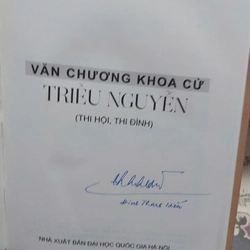 VĂN CHƯƠNG KHOA CỬ
TRIỀU NGUYỄN
(THI HỘI, THI ĐÌNH)
NHÀ XUẤT BẢN ĐẠI HỌC QUỐC GIA HÀ NỘI